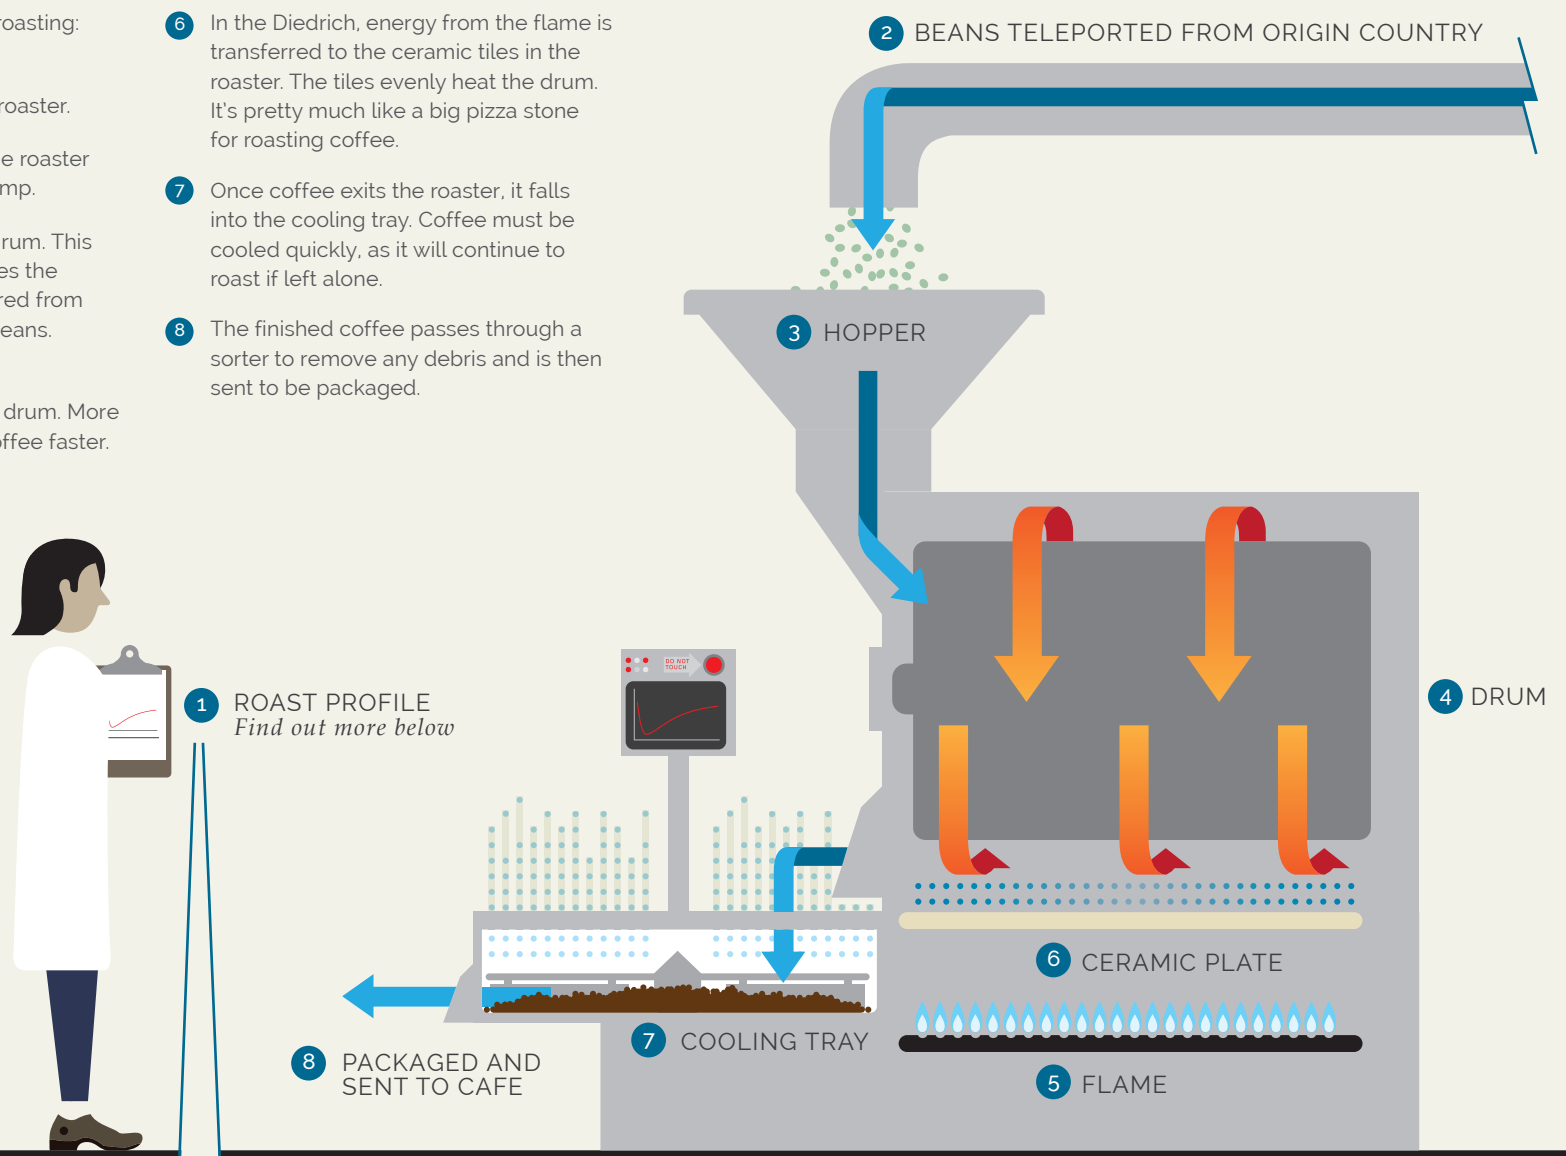 roasting:
roaster.
e roaster
mp.
rum. This
es the
red from
eans.
drum. More
offee faster.
6 In the Diedrich, energy from the flame is
transferred to the ceramic tiles in the
roaster. The tiles evenly heat the drum.
It's pretty much like a big pizza stone
for roasting coffee.
7 Once coffee exits the roaster, it falls
into the cooling tray. Coffee must be
cooled quickly, as it will continue to
roast if left alone.
8 The finished coffee passes through a
sorter to remove any debris and is then
sent to be packaged.
2 BEANS TELEPORTED FROM ORIGIN COUNTRY
3 HOPPER
DO NOT
TOUCH
1 ROAST PROFILE
Find out more below
4 DRUM
6 CERAMIC PLATE
7 COOLING TRAY
8 PACKAGED AND
SENT TO CAFE
5 FLAME